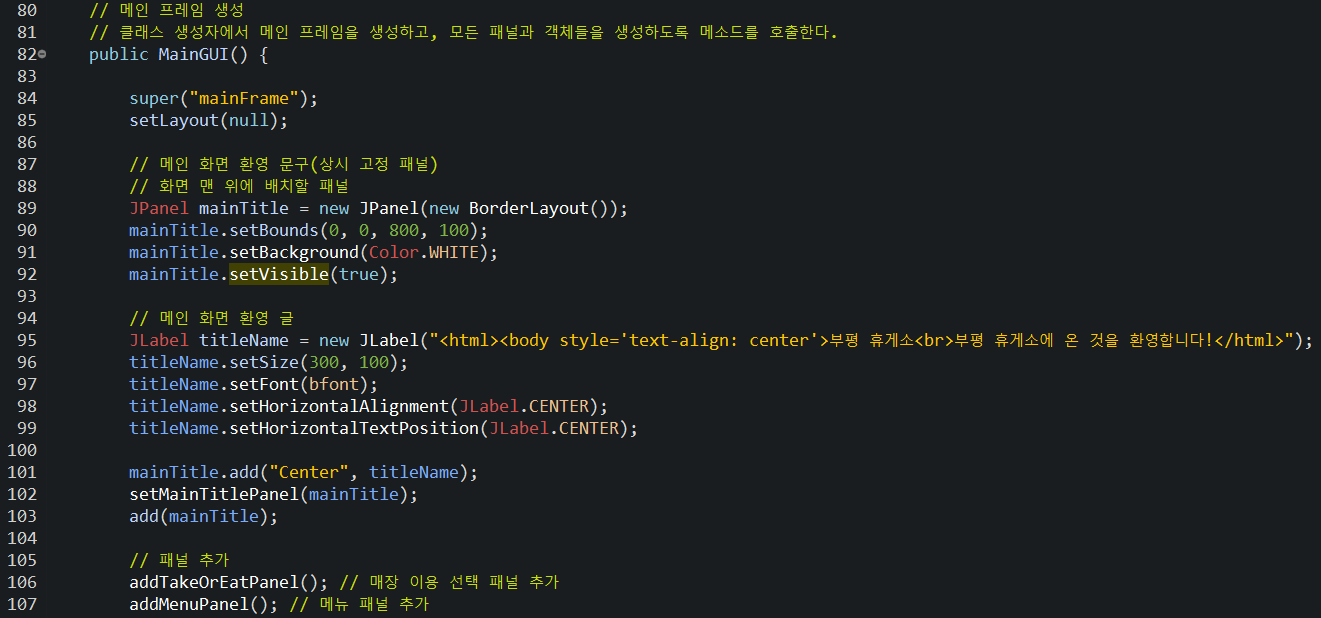 80 // 메인 프레임 생성
81 // 클래스 생성자에서 메인 프레임을 생성하고, 모든 패널과 객체들을 생성하도록 메소드를 호출한다.
82 public MainGUI() {
83
84 super("mainFrame");
85 setLayout(null);
86
87 // 메인 화면 환영 문구(상시 고정 패널)
88 // 화면 맨 위에 배치할 패널
89 JPanel mainTitle = new JPanel(new BorderLayout());
90 mainTitle.setBounds(0, 0, 800, 100);
91 mainTitle.setBackground(Color.WHITE);
92 mainTitle.setVisible(true);
93
94 // 메인 화면 환영 글
95 JLabel titleName = new JLabel("<html><body style='text-align: center'>부평 휴게소<br>부평 휴게소에 온 것을 환영합니다!</html>");
96 titleName.setSize(300, 100);
97 titleName.setFont(bfont);
98 titleName.setHorizontalAlignment(JLabel.CENTER);
99 titleName.setHorizontalTextPosition(JLabel.CENTER);
100
101 mainTitle.add("Center", titleName);
102 setMainTitlePanel(mainTitle);
103 add(mainTitle);
104
105 // 패널 추가
106 addTakeOrEatPanel(); // 매장 이용 선택 패널 추가
107 addMenuPanel(); // 메뉴 패널 추가